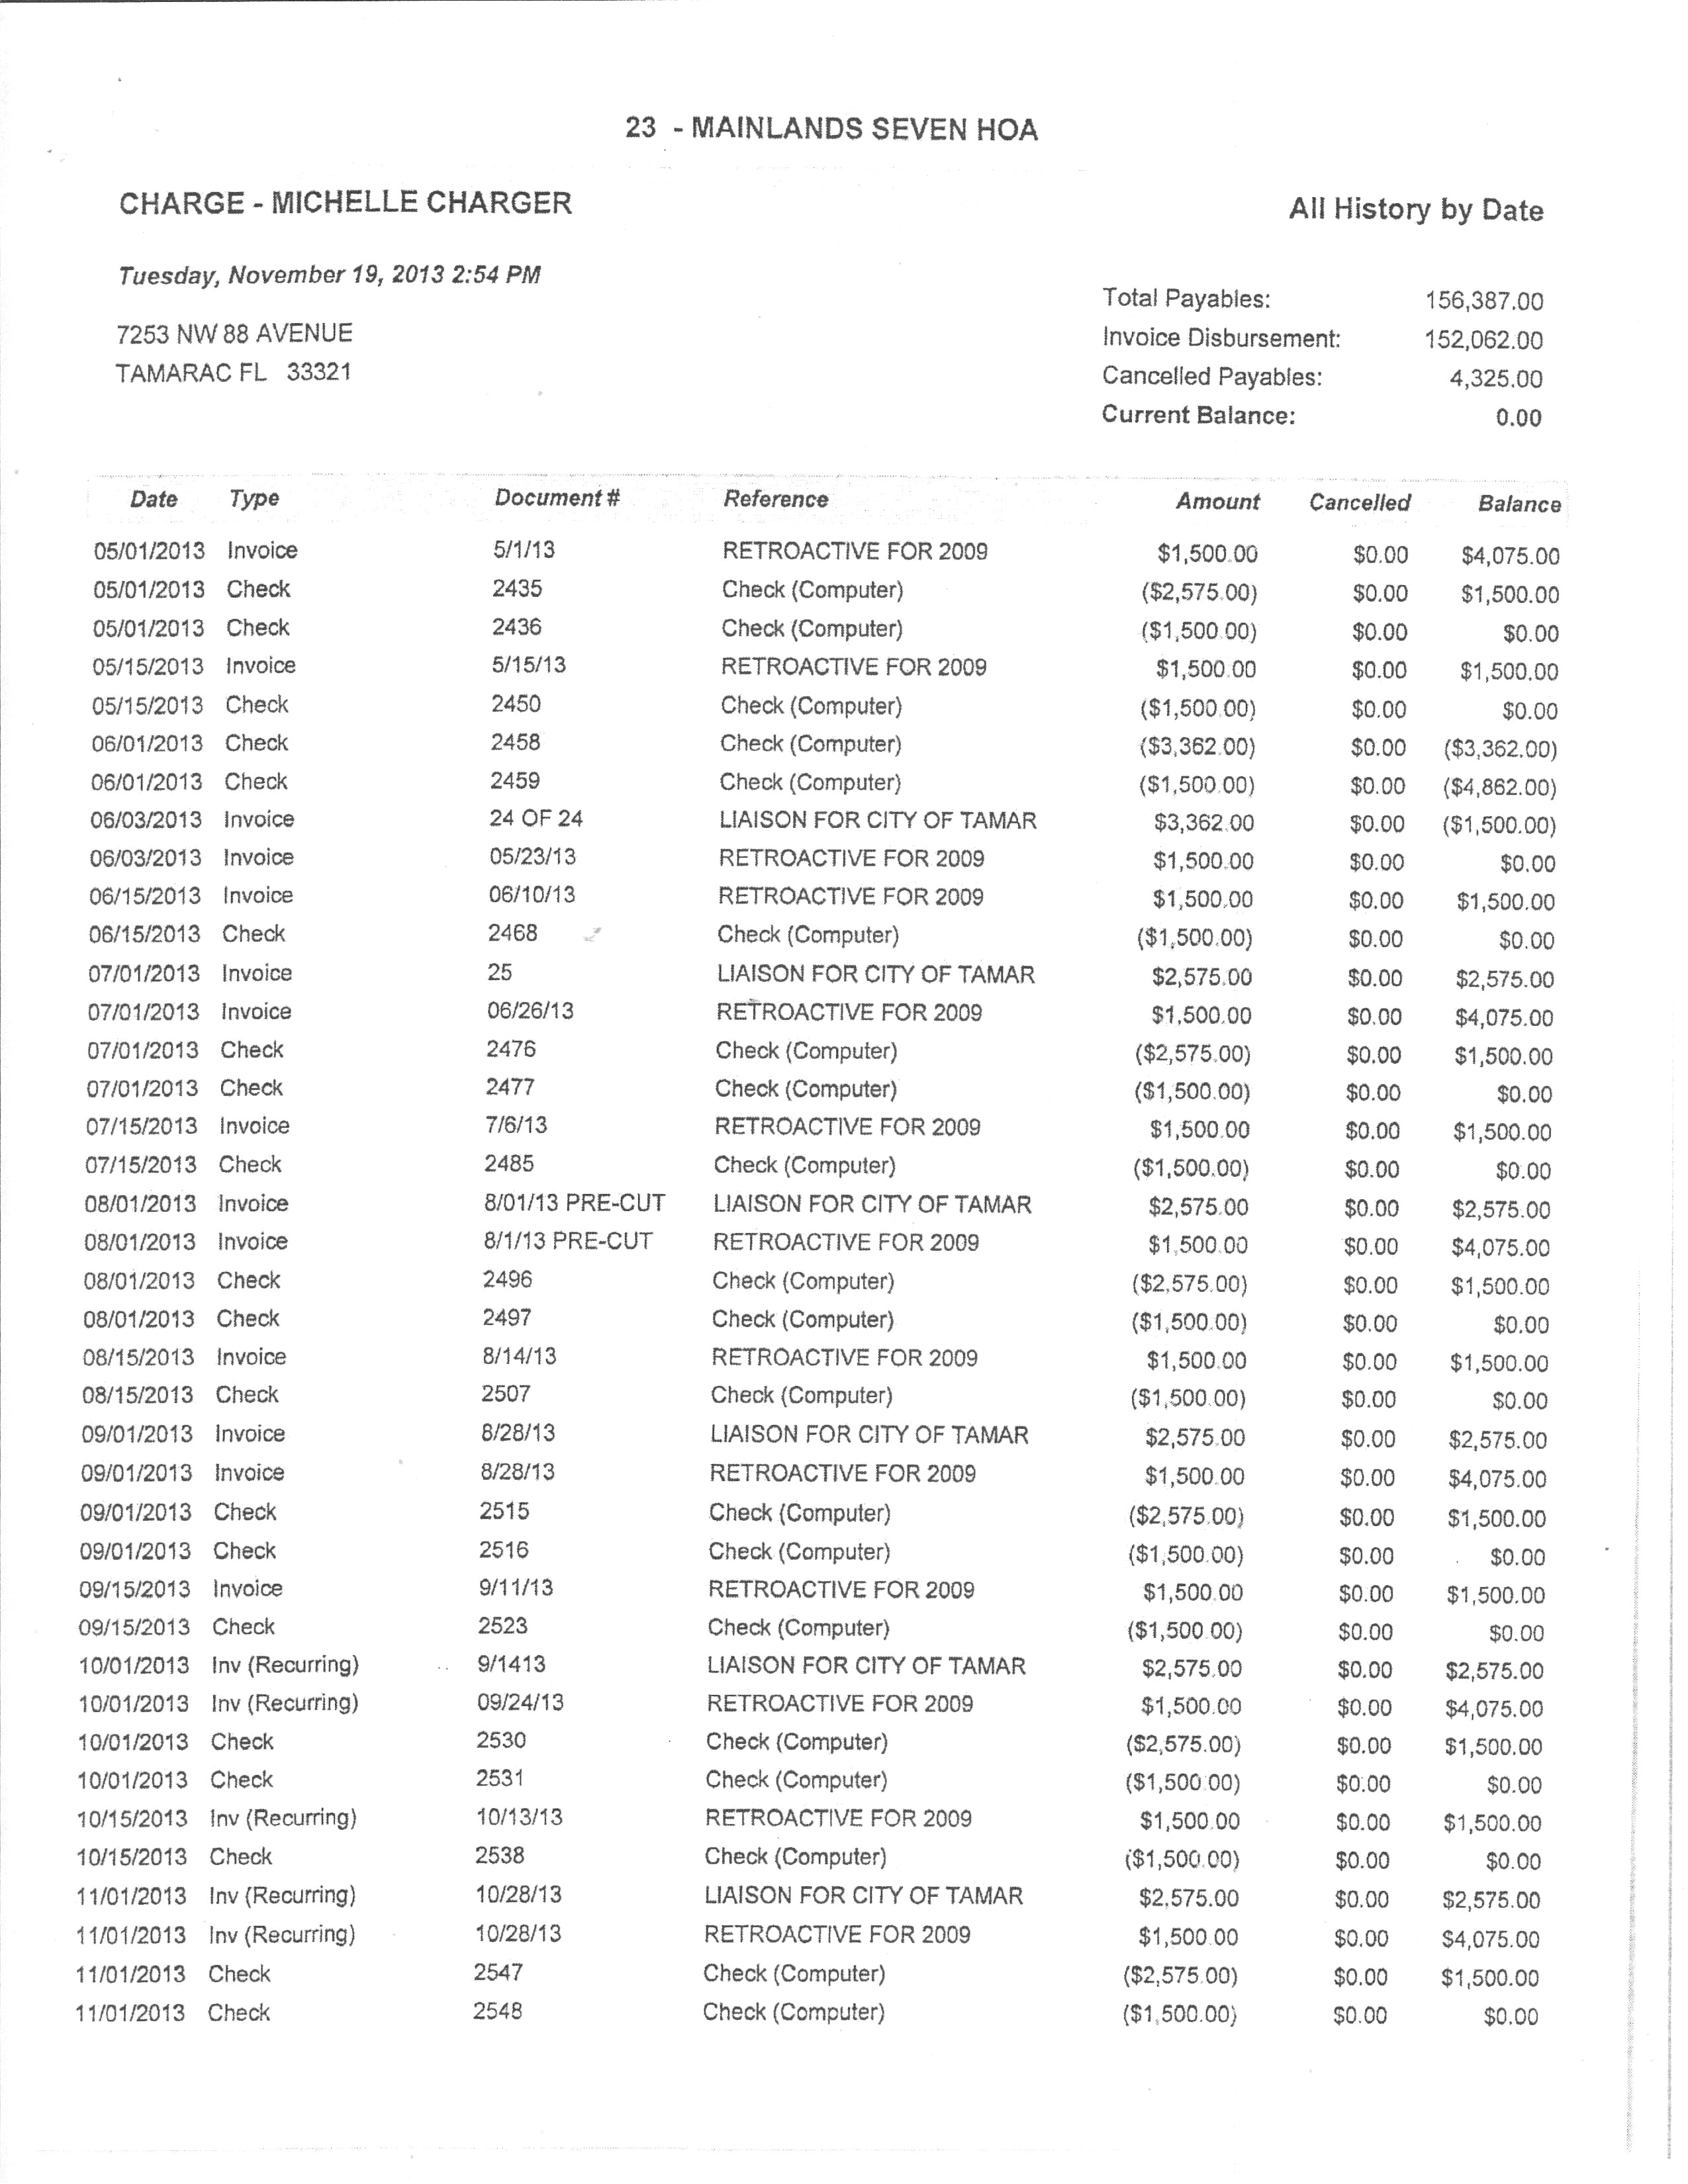 23 - MAINLANDS SEVEN HOA
CHARGE - MICHELLE CHARGER All History by Date
Tuesday, November 19, 2013 2:54 PM
7253 NW 88 AVENUE
TAMARAC FL 33321
Total Payables: 156,387.00
Invoice Disbursement: 152,062.00
Cancelled Payables: 4,325.00
Current Balance: 0.00
Date Type Document # Reference Amount Cancelled Balance
05/01/2013 Invoice 5/1/13 RETROACTIVE FOR 2009 $1,500.00 $0.00 $4,075.00
05/01/2013 Check 2435 Check (Computer) ($2,575.00) $0.00 $1,500.00
05/01/2013 Check 2436 Check (Computer) ($1,500.00) $0.00 $0.00
05/15/2013 Invoice 5/15/13 RETROACTIVE FOR 2009 $1,500.00 $0.00 $1,500.00
05/15/2013 Check 2450 Check (Computer) ($1,500.00) $0.00 $0.00
06/01/2013 Check 2458 Check (Computer) ($3,362.00) $0.00 ($3,362.00)
06/01/2013 Check 2459 Check (Computer) ($1,500.00) $0.00 ($4,862.00)
06/03/2013 Invoice 24 OF 24 LIAISON FOR CITY OF TAMAR $3,362.00 $0.00 ($1,500.00)
06/03/2013 Invoice 05/23/13 RETROACTIVE FOR 2009 $1,500.00 $0.00 $0.00
06/15/2013 Invoice 06/10/13 RETROACTIVE FOR 2009 $1,500.00 $0.00 $1,500.00
06/15/2013 Check 2468 Check (Computer) ($1,500.00) $0.00 $0.00
07/01/2013 Invoice 25 LIAISON FOR CITY OF TAMAR $2,575.00 $0.00 $2,575.00
07/01/2013 Invoice 06/26/13 RETROACTIVE FOR 2009 $1,500.00 $0.00 $4,075.00
07/01/2013 Check 2476 Check (Computer) ($2,575.00) $0.00 $1,500.00
07/01/2013 Check 2477 Check (Computer) ($1,500.00) $0.00 $0.00
07/15/2013 Invoice 7/6/13 RETROACTIVE FOR 2009 $1,500.00 $0.00 $1,500.00
07/15/2013 Check 2485 Check (Computer) ($1,500.00) $0.00 $0.00
08/01/2013 Invoice 8/01/13 PRE-CUT LIAISON FOR CITY OF TAMAR $2,575.00 $0.00 $2,575.00
08/01/2013 Invoice 8/1/13 PRE-CUT RETROACTIVE FOR 2009 $1,500.00 $0.00 $4,075.00
08/01/2013 Check 2496 Check (Computer) ($2,575.00) $0.00 $1,500.00
08/01/2013 Check 2497 Check (Computer) ($1,500.00) $0.00 $0.00
08/15/2013 Invoice 8/14/13 RETROACTIVE FOR 2009 $1,500.00 $0.00 $1,500.00
08/15/2013 Check 2507 Check (Computer) ($1,500.00) $0.00 $0.00
09/01/2013 Invoice 8/28/13 LIAISON FOR CITY OF TAMAR $2,575.00 $0.00 $2,575.00
09/01/2013 Invoice 8/28/13 RETROACTIVE FOR 2009 $1,500.00 $0.00 $4,075.00
09/01/2013 Check 2515 Check (Computer) ($2,575.00) $0.00 $1,500.00
09/01/2013 Check 2516 Check (Computer) ($1,500.00) $0.00 $0.00
09/15/2013 Invoice 9/11/13 RETROACTIVE FOR 2009 $1,500.00 $0.00 $1,500.00
09/15/2013 Check 2523 Check (Computer) ($1,500.00) $0.00 $0.00
10/01/2013 Inv (Recurring) 9/1413 LIAISON FOR CITY OF TAMAR $2,575.00 $0.00 $2,575.00
10/01/2013 Inv (Recurring) 09/24/13 RETROACTIVE FOR 2009 $1,500.00 $0.00 $4,075.00
10/01/2013 Check 2530 Check (Computer) ($2,575.00) $0.00 $1,500.00
10/01/2013 Check 2531 Check (Computer) ($1,500.00) $0.00 $0.00
10/15/2013 Inv (Recurring) 10/13/13 RETROACTIVE FOR 2009 $1,500.00 $0.00 $1,500.00
10/15/2013 Check 2538 Check (Computer) ($1,500.00) $0.00 $0.00
11/01/2013 Inv (Recurring) 10/28/13 LIAISON FOR CITY OF TAMAR $2,575.00 $0.00 $2,575.00
11/01/2013 Inv (Recurring) 10/28/13 RETROACTIVE FOR 2009 $1,500.00 $0.00 $4,075.00
11/01/2013 Check 2547 Check (Computer) ($2,575.00) $0.00 $1,500.00
11/01/2013 Check 2548 Check (Computer) ($1,500.00) $0.00 $0.00